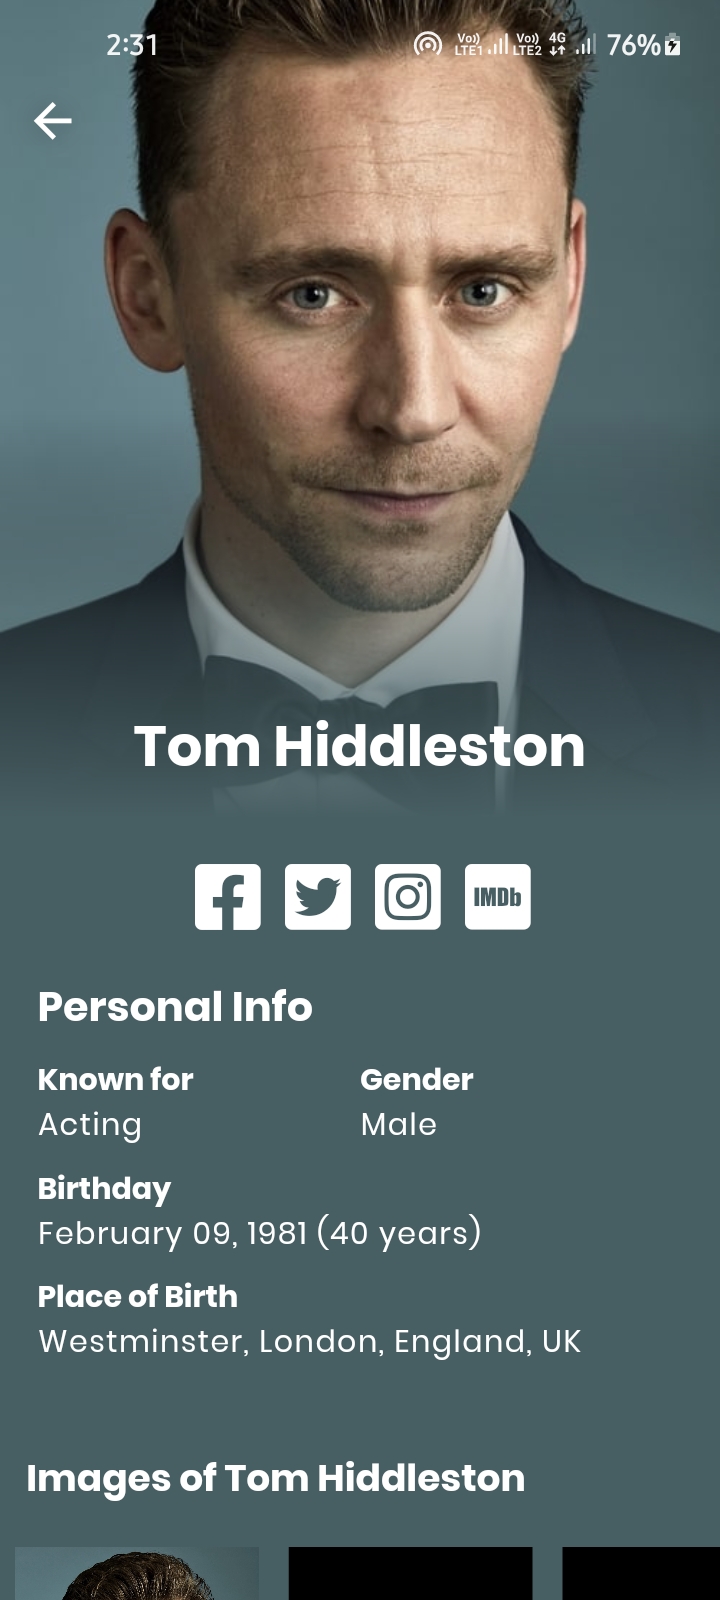 2:31 Vo)) LTE1 Vo)) LTE2 4G 76%
Tom Hiddleston
IMDb
Personal Info
Known for Gender
Acting Male
Birthday
February 09, 1981 (40 years)
Place of Birth
Westminster, London, England, UK
Images of Tom Hiddleston